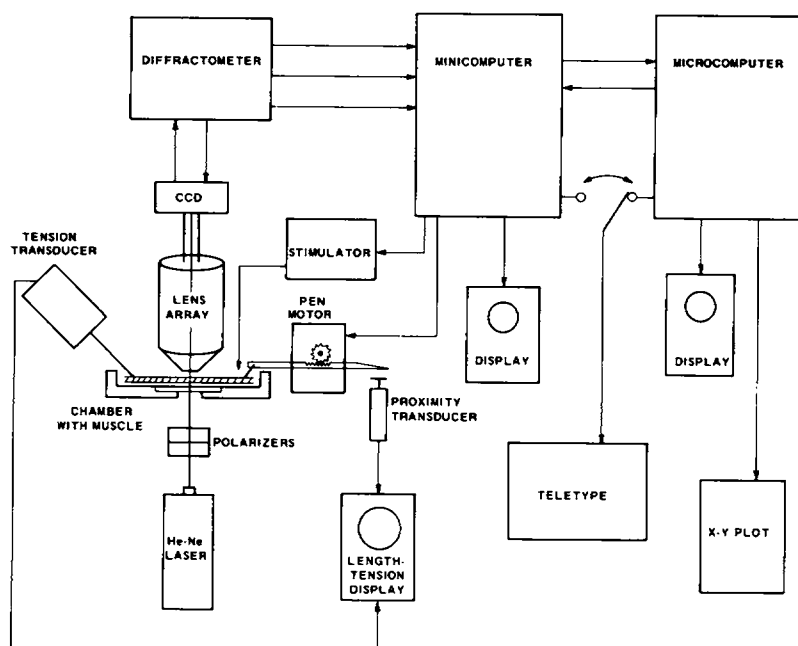 DIFFRACTOMETER
MINICOMPUTER
MICROCOMPUTER
CCD
TENSION
TRANSDUCER
STIMULATOR
LENS
ARRAY
PEN
MOTOR
DISPLAY
DISPLAY
CHAMBER
WITH MUSCLE
PROXIMITY
TRANSDUCER
POLARIZERS
TELETYPE
X-Y PLOT
He-Ne
LASER
LENGTH-
TENSION
DISPLAY